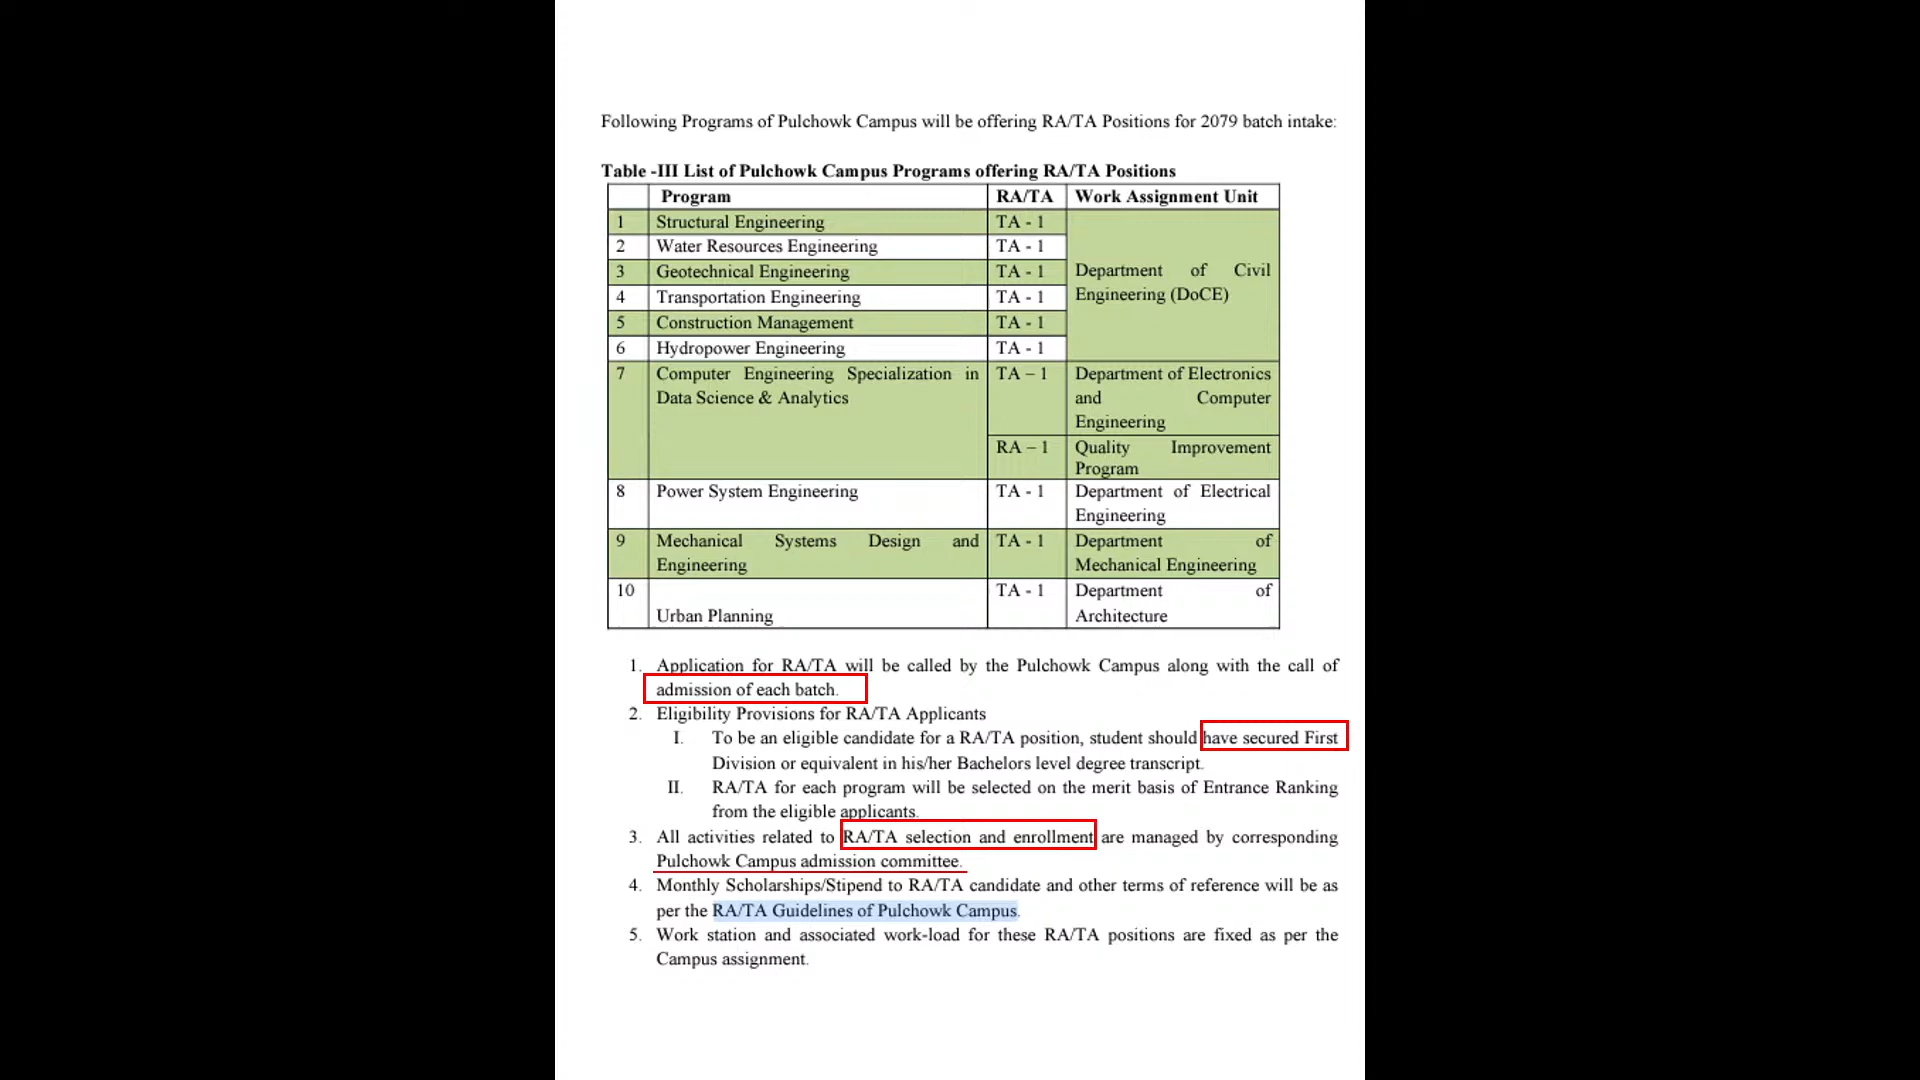 Following Programs of Pulchowk Campus will be offering RA/TA Positions for 2079 batch intake:
Table -III List of Pulchowk Campus Programs offering RA/TA Positions
Program RA/TA Work Assignment Unit
1 Structural Engineering TA - 1
2 Water Resources Engineering TA - 1
3 Geotechnical Engineering TA - 1 Department of Civil
4 Transportation Engineering TA - 1 Engineering (DoCE)
5 Construction Management TA - 1
6 Hydropower Engineering TA - 1
7 Computer Engineering Specialization in TA – 1 Department of Electronics
Data Science & Analytics and Computer
Engineering
RA – 1 Quality Improvement
Program
8 Power System Engineering TA - 1 Department of Electrical
Engineering
9 Mechanical Systems Design and TA - 1 Department of
Engineering Mechanical Engineering
10 TA - 1 Department of
Urban Planning Architecture
1. Application for RA/TA will be called by the Pulchowk Campus along with the call of
admission of each batch.
2. Eligibility Provisions for RA/TA Applicants
I. To be an eligible candidate for a RA/TA position, student should have secured First
Division or equivalent in his/her Bachelors level degree transcript.
II. RA/TA for each program will be selected on the merit basis of Entrance Ranking
from the eligible applicants.
3. All activities related to RA/TA selection and enrollment are managed by corresponding
Pulchowk Campus admission committee.
4. Monthly Scholarships/Stipend to RA/TA candidate and other terms of reference will be as
per the RA/TA Guidelines of Pulchowk Campus.
5. Work station and associated work-load for these RA/TA positions are fixed as per the
Campus assignment.